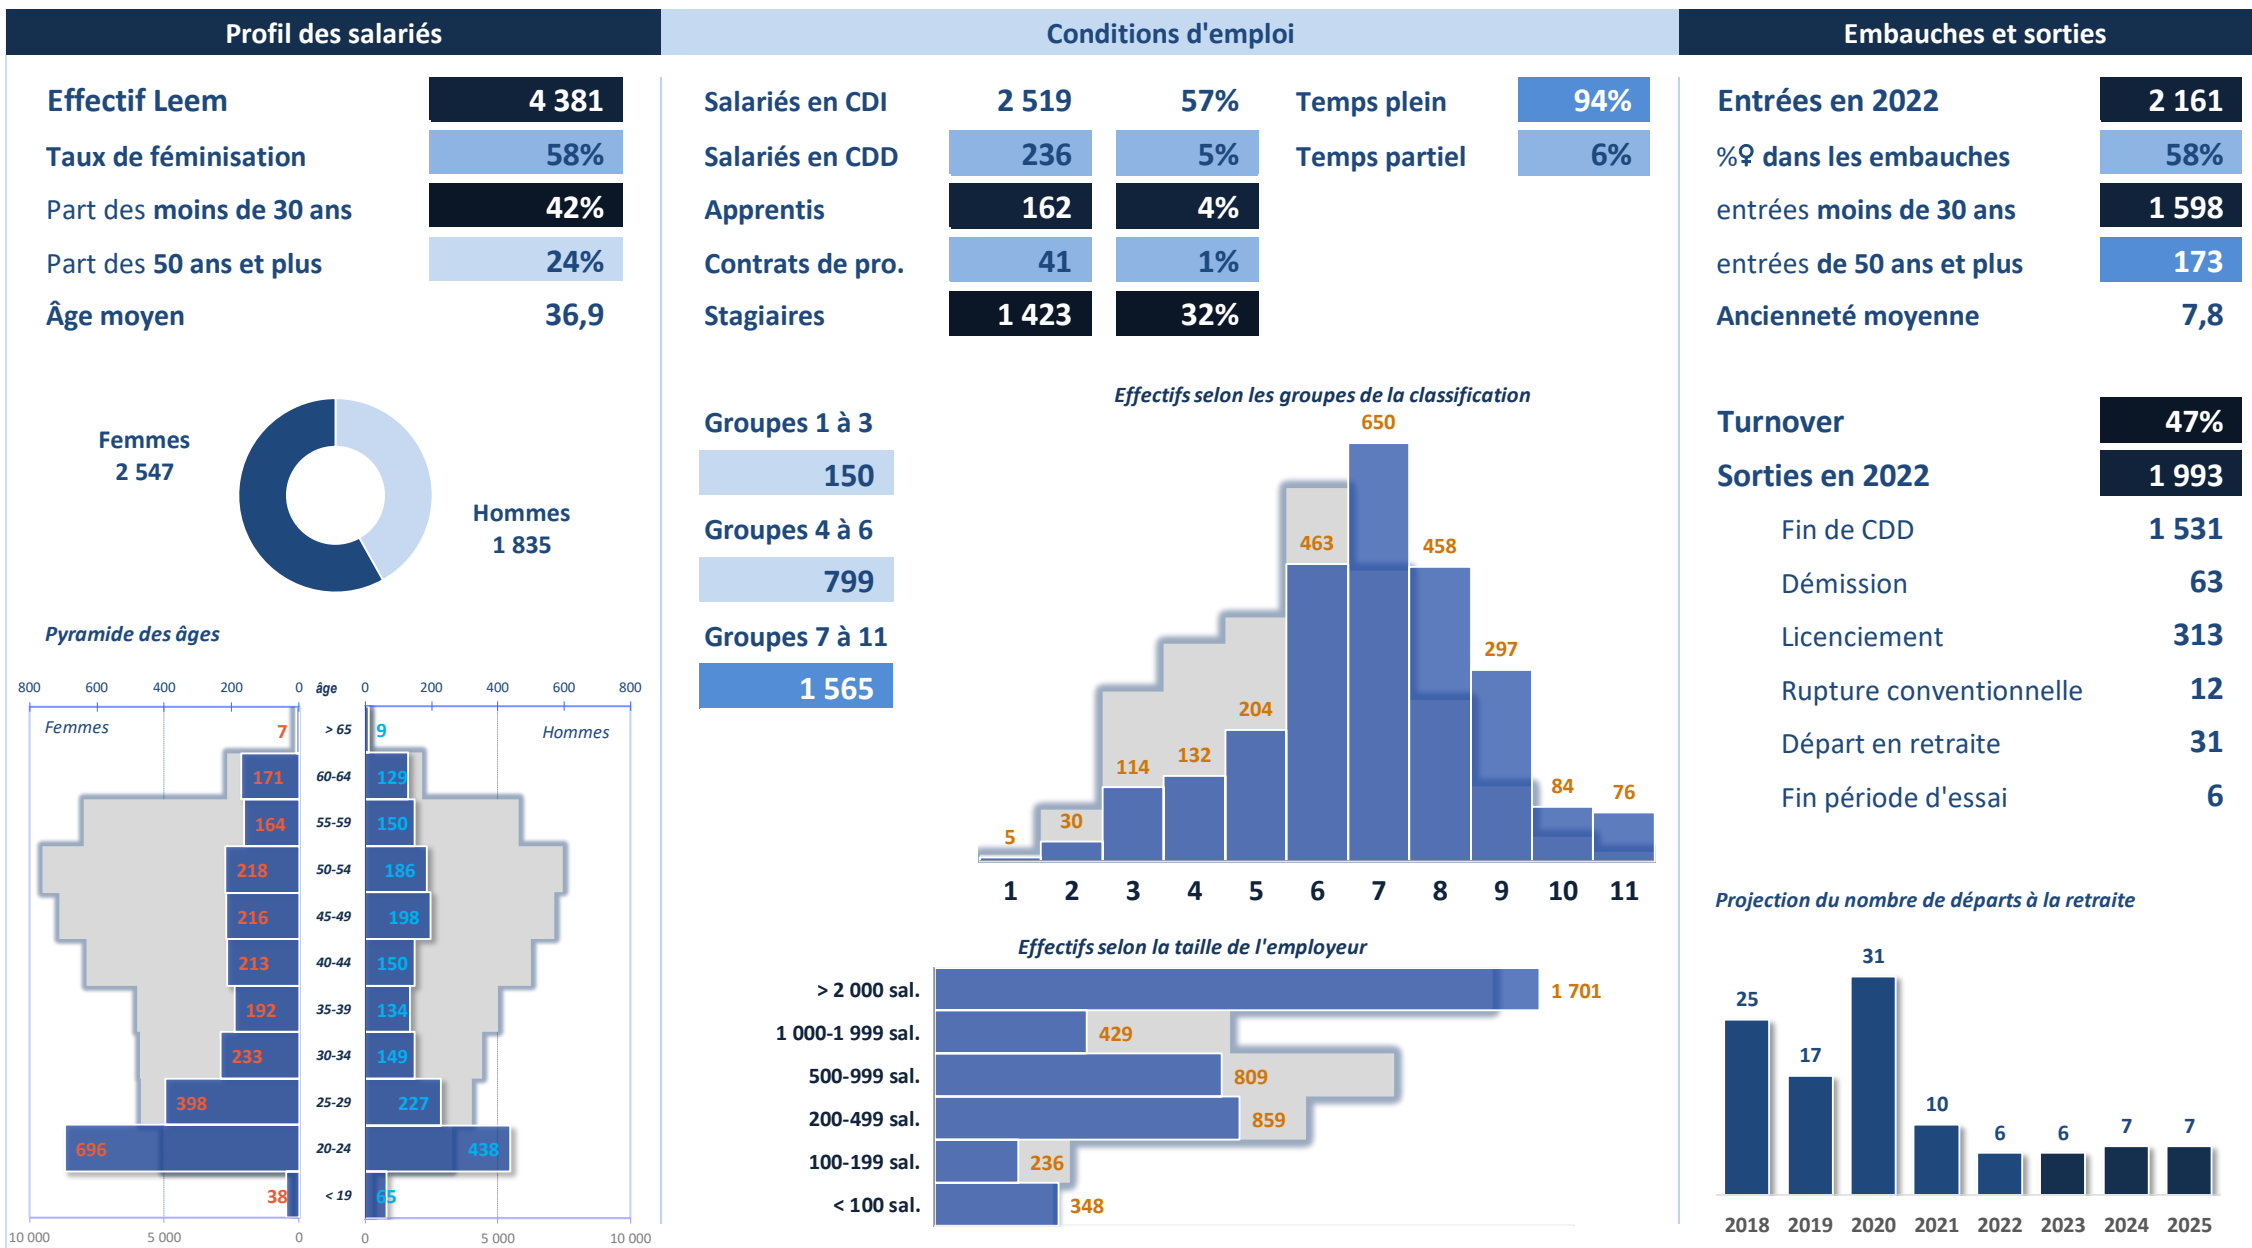 Profil des salariés
Effectif Leem 4 381
Taux de féminisation 58%
Part des moins de 30 ans 42%
Part des 50 ans et plus 24%
Âge moyen 36,9
Femmes
2 547
Hommes
1 835
Pyramide des âges
800 600 400 200 0 âge 0 200 400 600 800
Femmes Hommes
7 > 65 9
171 60-64 129
164 55-59 150
218 50-54 186
216 45-49 198
213 40-44 150
192 35-39 134
233 30-34 149
398 25-29 227
696 20-24 438
38 < 19 65
10 000 5 000 0 0 5 000 10 000
Conditions d'emploi
Salariés en CDI 2 519 57%
Salariés en CDD 236 5%
Apprentis 162 4%
Contrats de pro. 41 1%
Stagiaires 1 423 32%
Temps plein 94%
Temps partiel 6%
Groupes 1 à 3
150
Groupes 4 à 6
799
Groupes 7 à 11
1 565
Effectifs selon les groupes de la classification
5 30 114 132 204 463 650 458 297 84 76
1 2 3 4 5 6 7 8 9 10 11
Effectifs selon la taille de l'employeur
> 2 000 sal. 1 701
1 000-1 999 sal. 429
500-999 sal. 809
200-499 sal. 859
100-199 sal. 236
< 100 sal. 348
Embauches et sorties
Entrées en 2022 2 161
%♀ dans les embauches 58%
entrées moins de 30 ans 1 598
entrées de 50 ans et plus 173
Ancienneté moyenne 7,8
Turnover 47%
Sorties en 2022 1 993
Fin de CDD 1 531
Démission 63
Licenciement 313
Rupture conventionnelle 12
Départ en retraite 31
Fin période d'essai 6
Projection du nombre de départs à la retraite
25 17 31 10 6 6 7 7
2018 2019 2020 2021 2022 2023 2024 2025